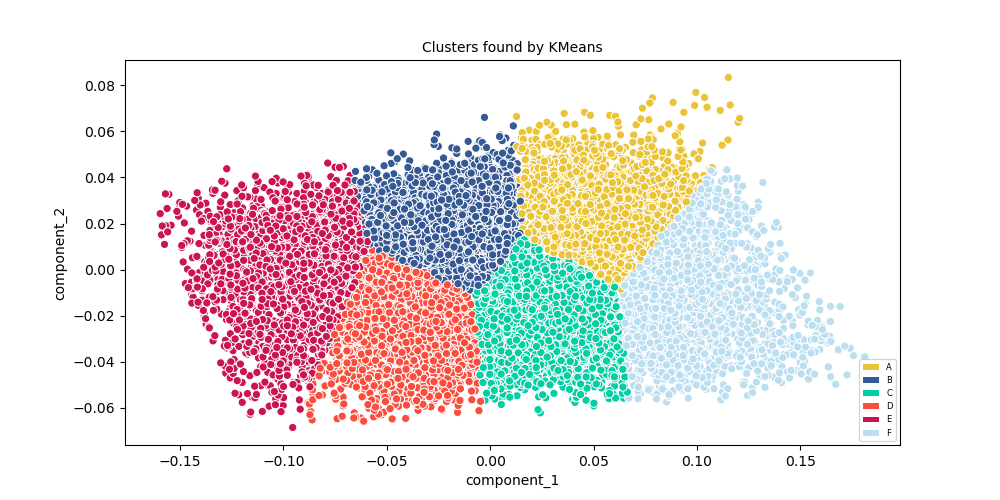 Clusters found by KMeans
component_2
0.08
0.06
0.04
0.02
0.00
−0.02
−0.04
−0.06
−0.15
−0.10
−0.05
0.00
0.05
0.10
0.15
component_1
A
B
C
D
E
F